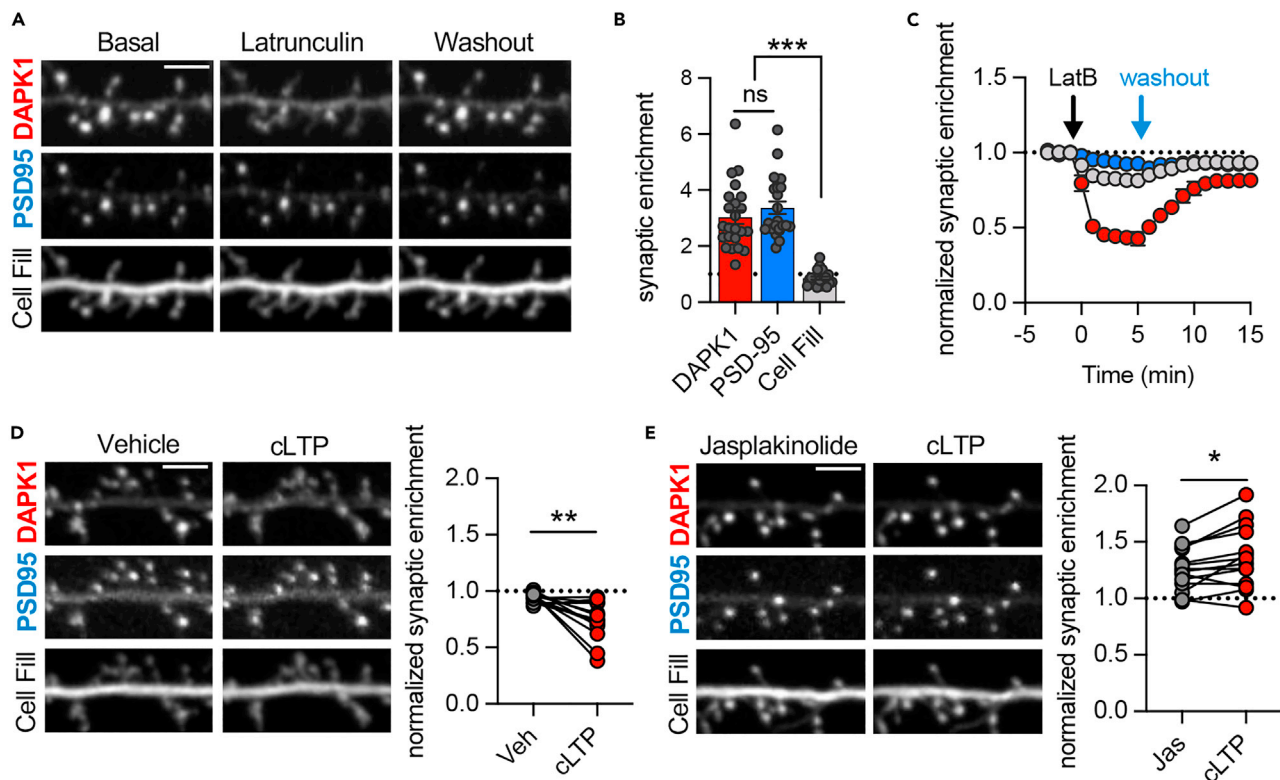 A
Basal Latrunculin Washout
DAPK1
PSD95
Cell Fill
B
synaptic enrichment
8
6
4
2
0
ns
***
DAPK1
PSD-95
Cell Fill
C
normalized synaptic enrichment
1.5
1.0
0.5
0.0
LatB washout
-5 0 5 10 15
Time (min)
D
Vehicle cLTP
DAPK1
PSD95
Cell Fill
normalized synaptic enrichment
2.0
1.5
1.0
0.5
0.0
**
Veh cLTP
E
Jasplakinolide cLTP
DAPK1
PSD95
Cell Fill
normalized synaptic enrichment
2.0
1.5
1.0
0.5
0.0
*
Jas cLTP